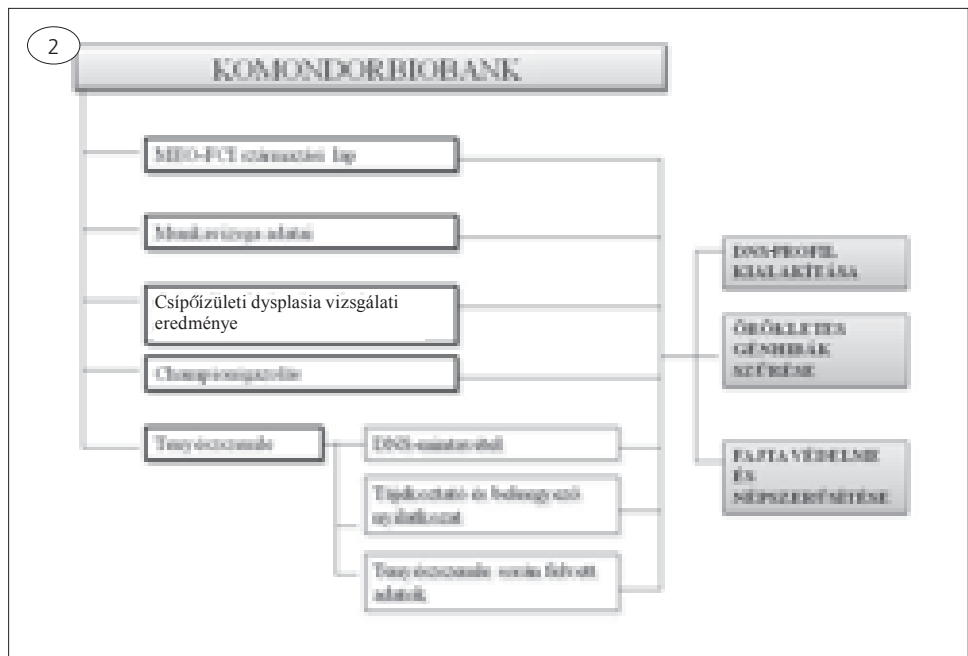 2
KOMONDORBIOBANK
MEO-FCI származási lap
Munkavizsga adatai
Csípőízületi dysplasia vizsgálati
eredménye
Championigazolás
Tenyészszemle
DNS-mintavétel
Tájékoztató és beleegyező
nyilatkozat
Tenyészszemle során felvett
adatok
DNS-PROFIL
KIALAKÍTÁSA
ÖRÖKLETES
GÉNHIBÁK
SZŰRÉSE
FAJTA VÉDELME
ÉS
NÉPSZERŰSÍTÉSE